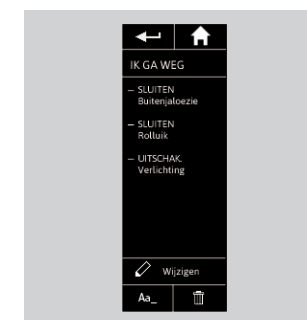 IK GA WEG
– SLUITEN
Buitenjaloezie
– SLUITEN
Rolluik
– UITSCHAK.
Verlichting
Wijzigen
Aa_